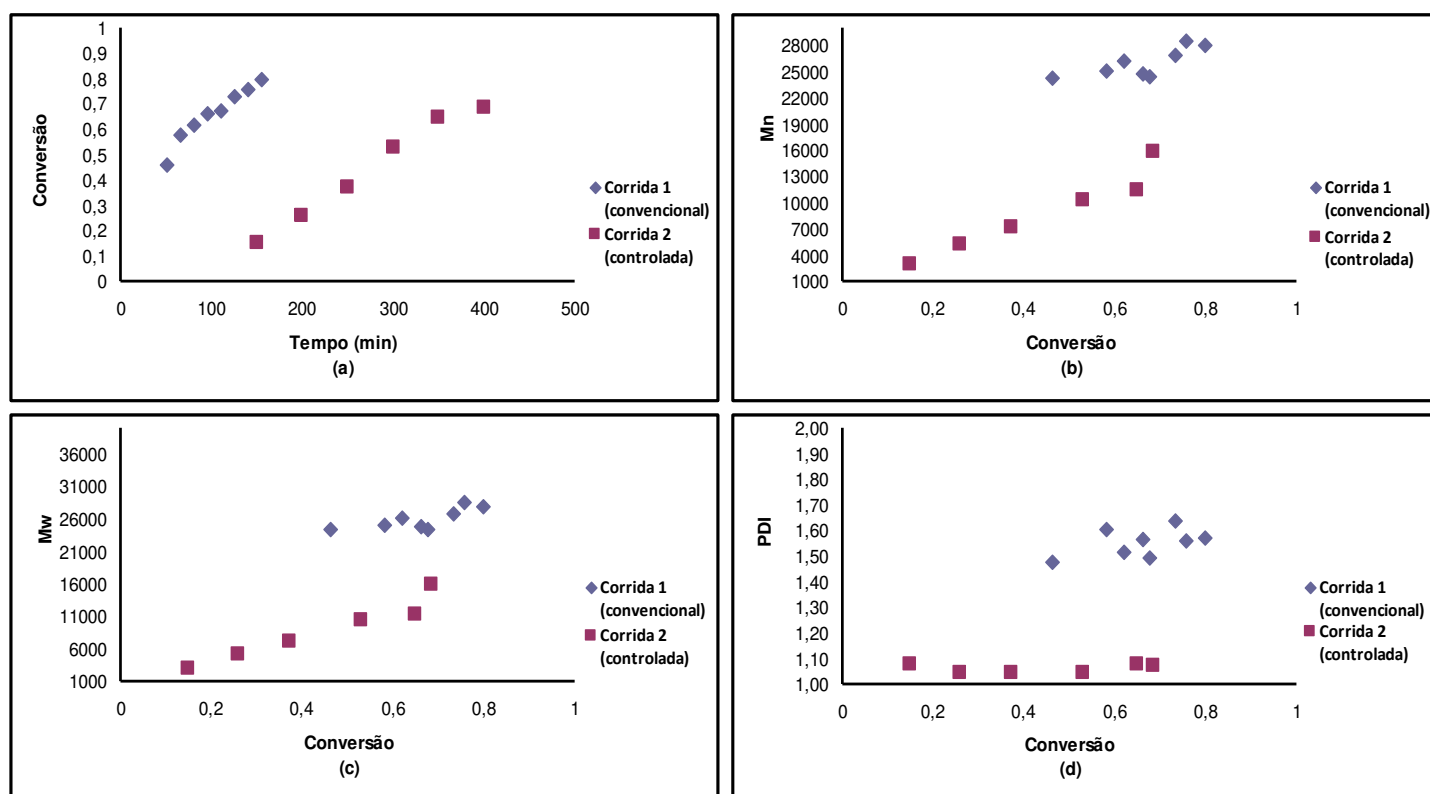 1
0,9
0,8
0,7
0,6
0,5
0,4
0,3
0,2
0,1
0
Conversão
0 100 200 300 400 500
Tempo (min)
(a)
Corrida 1
(convencional)
Corrida 2
(controlada)
28000
25000
22000
19000
16000
13000
10000
7000
4000
1000
Mn
0 0,2 0,4 0,6 0,8 1
Conversão
(b)
Corrida 1
(convencional)
Corrida 2
(controlada)
36000
31000
26000
21000
16000
11000
6000
1000
Mw
0 0,2 0,4 0,6 0,8 1
Conversão
(c)
Corrida 1
(convencional)
Corrida 2
(controlada)
2,00
1,90
1,80
1,70
1,60
1,50
1,40
1,30
1,20
1,10
1,00
PDI
0 0,2 0,4 0,6 0,8 1
Conversão
(d)
Corrida 1
(convencional)
Corrida 2
(controlada)